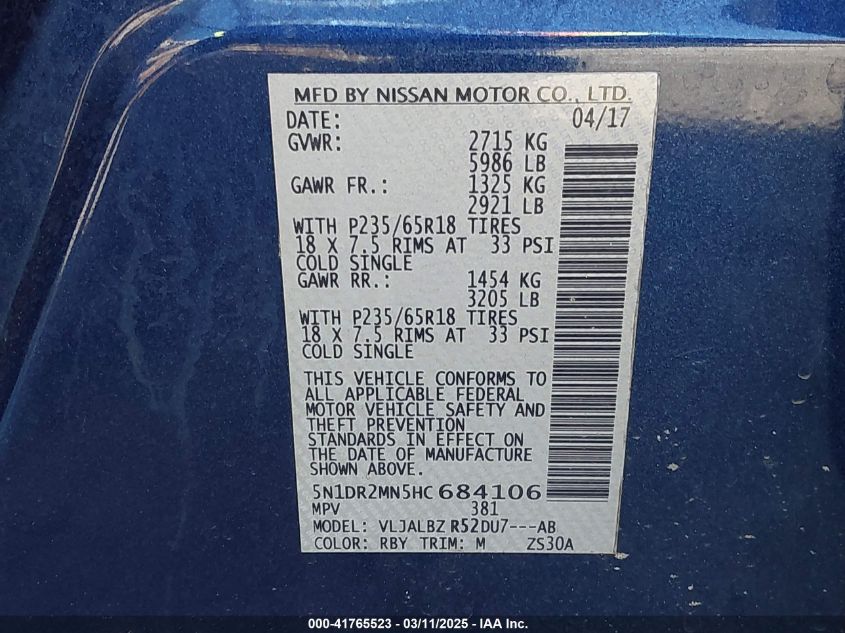 MFD BY NISSAN MOTOR CO., LTD.
DATE: 04/17
GVWR: 2715 KG
5986 LB
GAWR FR.: 1325 KG
2921 LB
WITH P235/65R18 TIRES
18 X 7.5 RIMS AT 33 PSI
COLD SINGLE
GAWR RR.: 1454 KG
3205 LB
WITH P235/65R18 TIRES
18 X 7.5 RIMS AT 33 PSI
COLD SINGLE
THIS VEHICLE CONFORMS TO
ALL APPLICABLE FEDERAL
MOTOR VEHICLE SAFETY AND
THEFT PREVENTION
STANDARDS IN EFFECT ON
THE DATE OF MANUFACTURE
SHOWN ABOVE.
5N1DR2MN5HC684106
MPV 381
MODEL: VLJALBZ R52DU7---AB
COLOR: RBY TRIM: M ZS30A
000-41765523 - 03/11/2025 - IAA Inc.